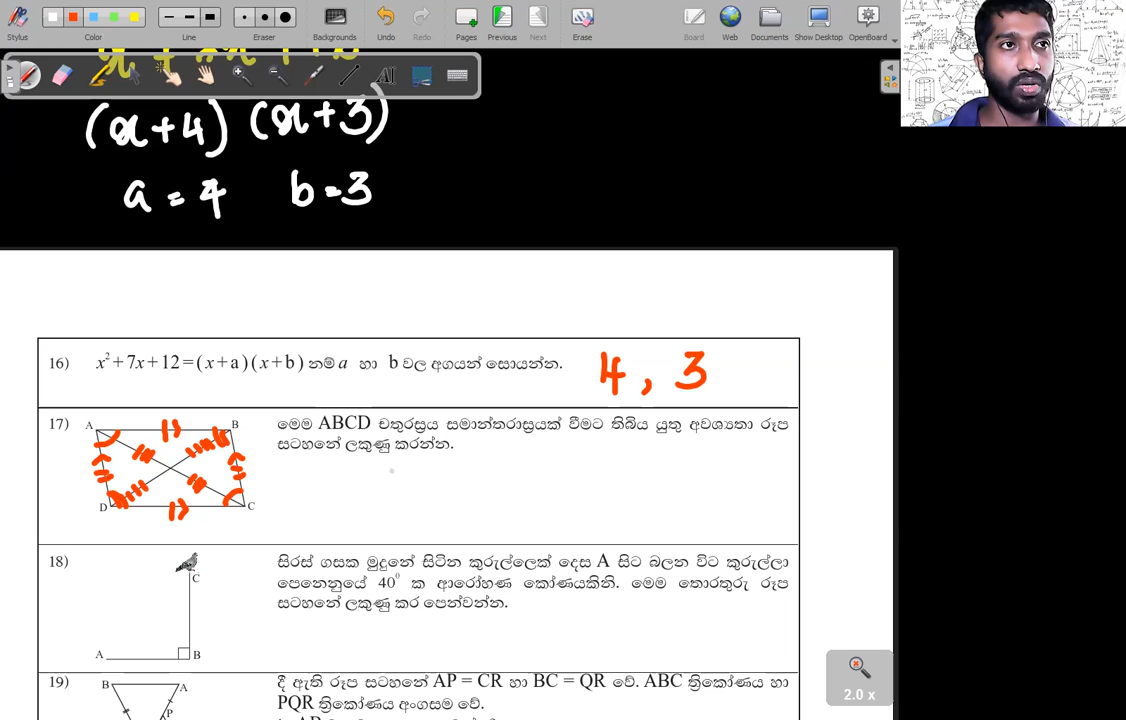 Stylus Color Line Eraser Backgrounds Undo Redo Pages Previous Next Erase Board Web Documents Show Desktop OpenBoard
(x+4) (x+3)
a = 4 b = 3
16) x² + 7x + 12 = (x + a) (x + b) නම් a හා b වල අගයන් සොයන්න. 4 , 3
17) A B D C
මෙම ABCD චතුරස්‍රය සමාන්තරාස්‍රයක් වීමට තිබිය යුතු අවශ්‍යතා රූප
සටහනේ ලකුණු කරන්න.
18) C A B
සිරස් ගසක මුදුනේ සිටින කුරුල්ලෙක් දෙස A සිට බලන විට කුරුල්ලා
පෙනෙනුයේ 40⁰ ක ආරෝහණ කෝණයකිනි. මෙම තොරතුරු රූප
සටහනේ ලකුණු කර පෙන්වන්න.
19) B A P
දී ඇති රූප සටහනේ AP = CR හා BC = QR වේ. ABC ත්‍රිකෝණය හා
PQR ත්‍රිකෝණය අංගසම වේ.
2.0 x